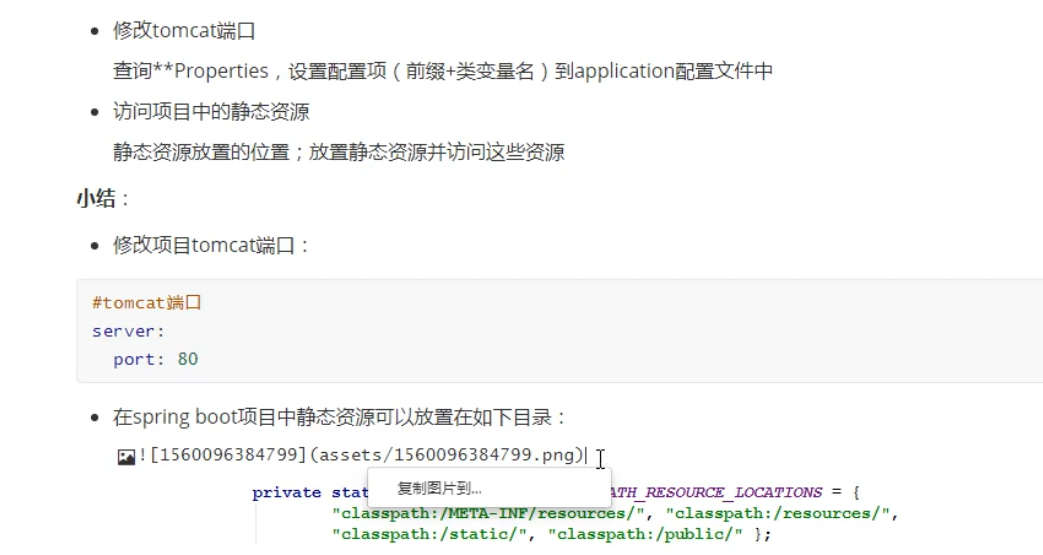 修改tomcat端口
查询**Properties，设置配置项（前缀+类变量名）到application配置文件中
访问项目中的静态资源
静态资源放置的位置；放置静态资源并访问这些资源
小结：
修改项目tomcat端口：
#tomcat端口
server:
port: 80
在spring boot项目中静态资源可以放置在如下目录：
![1560096384799](assets/1560096384799.png)
复制图片到...
private stat ATH_RESOURCE_LOCATIONS = {
"classpath:/META-INF/resources/", "classpath:/resources/",
"classpath:/static/", "classpath:/public/" };